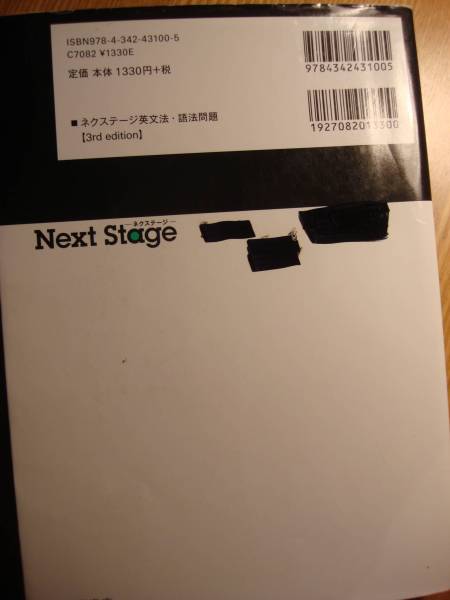 ISBN978-4-342-43100-5
C7082 ¥1330E
定価 本体 1330円+税
9784342431005
1927082013300
■ ネクステージ英文法・語法問題
【3rd edition】
ネクステージ
Next Stage